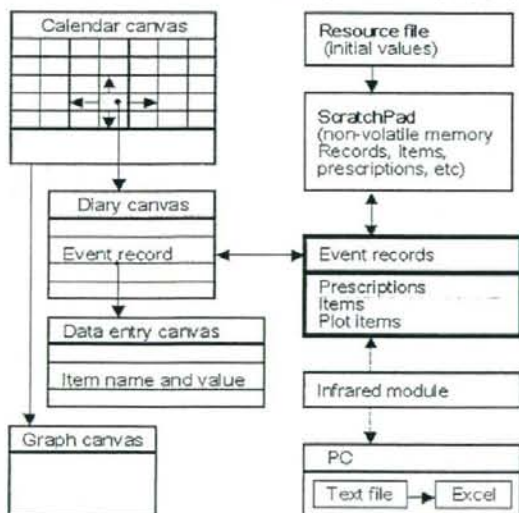 Calendar canvas
Diary canvas
Event record
Data entry canvas
Item name and value
Graph canvas
Resource file
(initial values)
ScratchPad
(non-volatile memory
Records, Items,
prescriptions, etc)
Event records
Prescriptions
Items
Plot items
Infrared module
PC
Text file
Excel